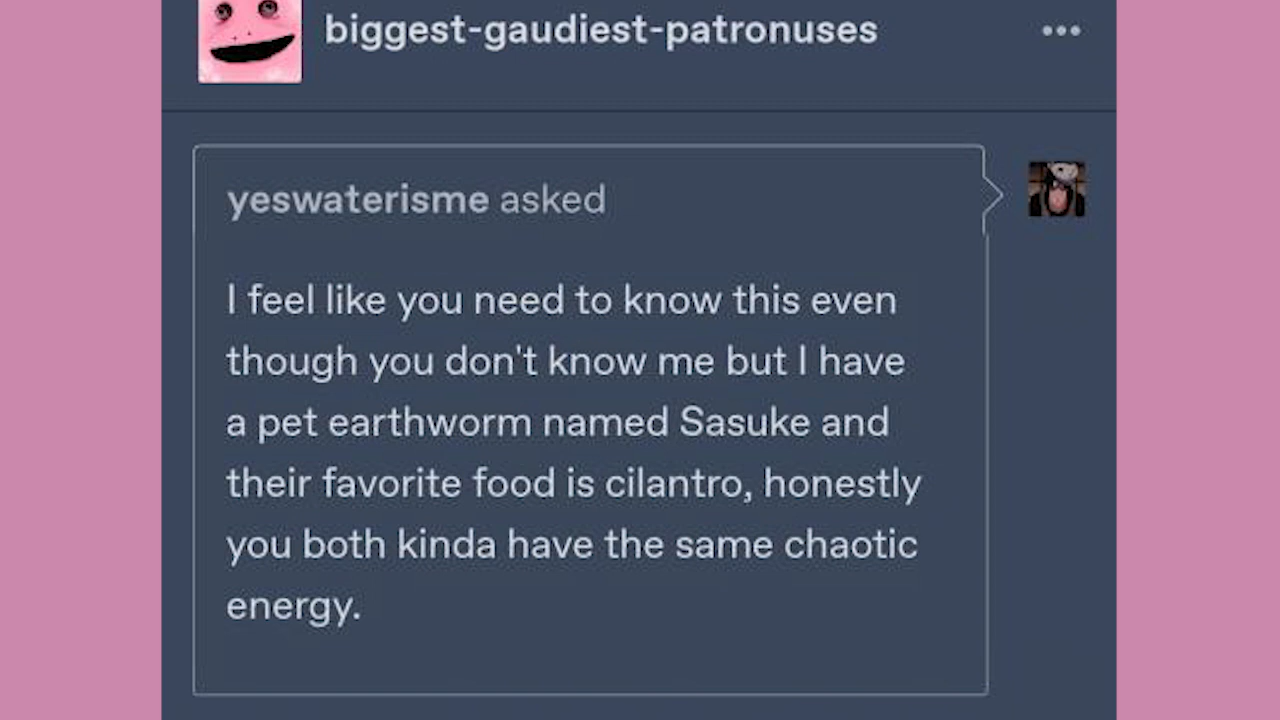 biggest-gaudiest-patronuses
yeswaterisme asked
I feel like you need to know this even
though you don't know me but I have
a pet earthworm named Sasuke and
their favorite food is cilantro, honestly
you both kinda have the same chaotic
energy.